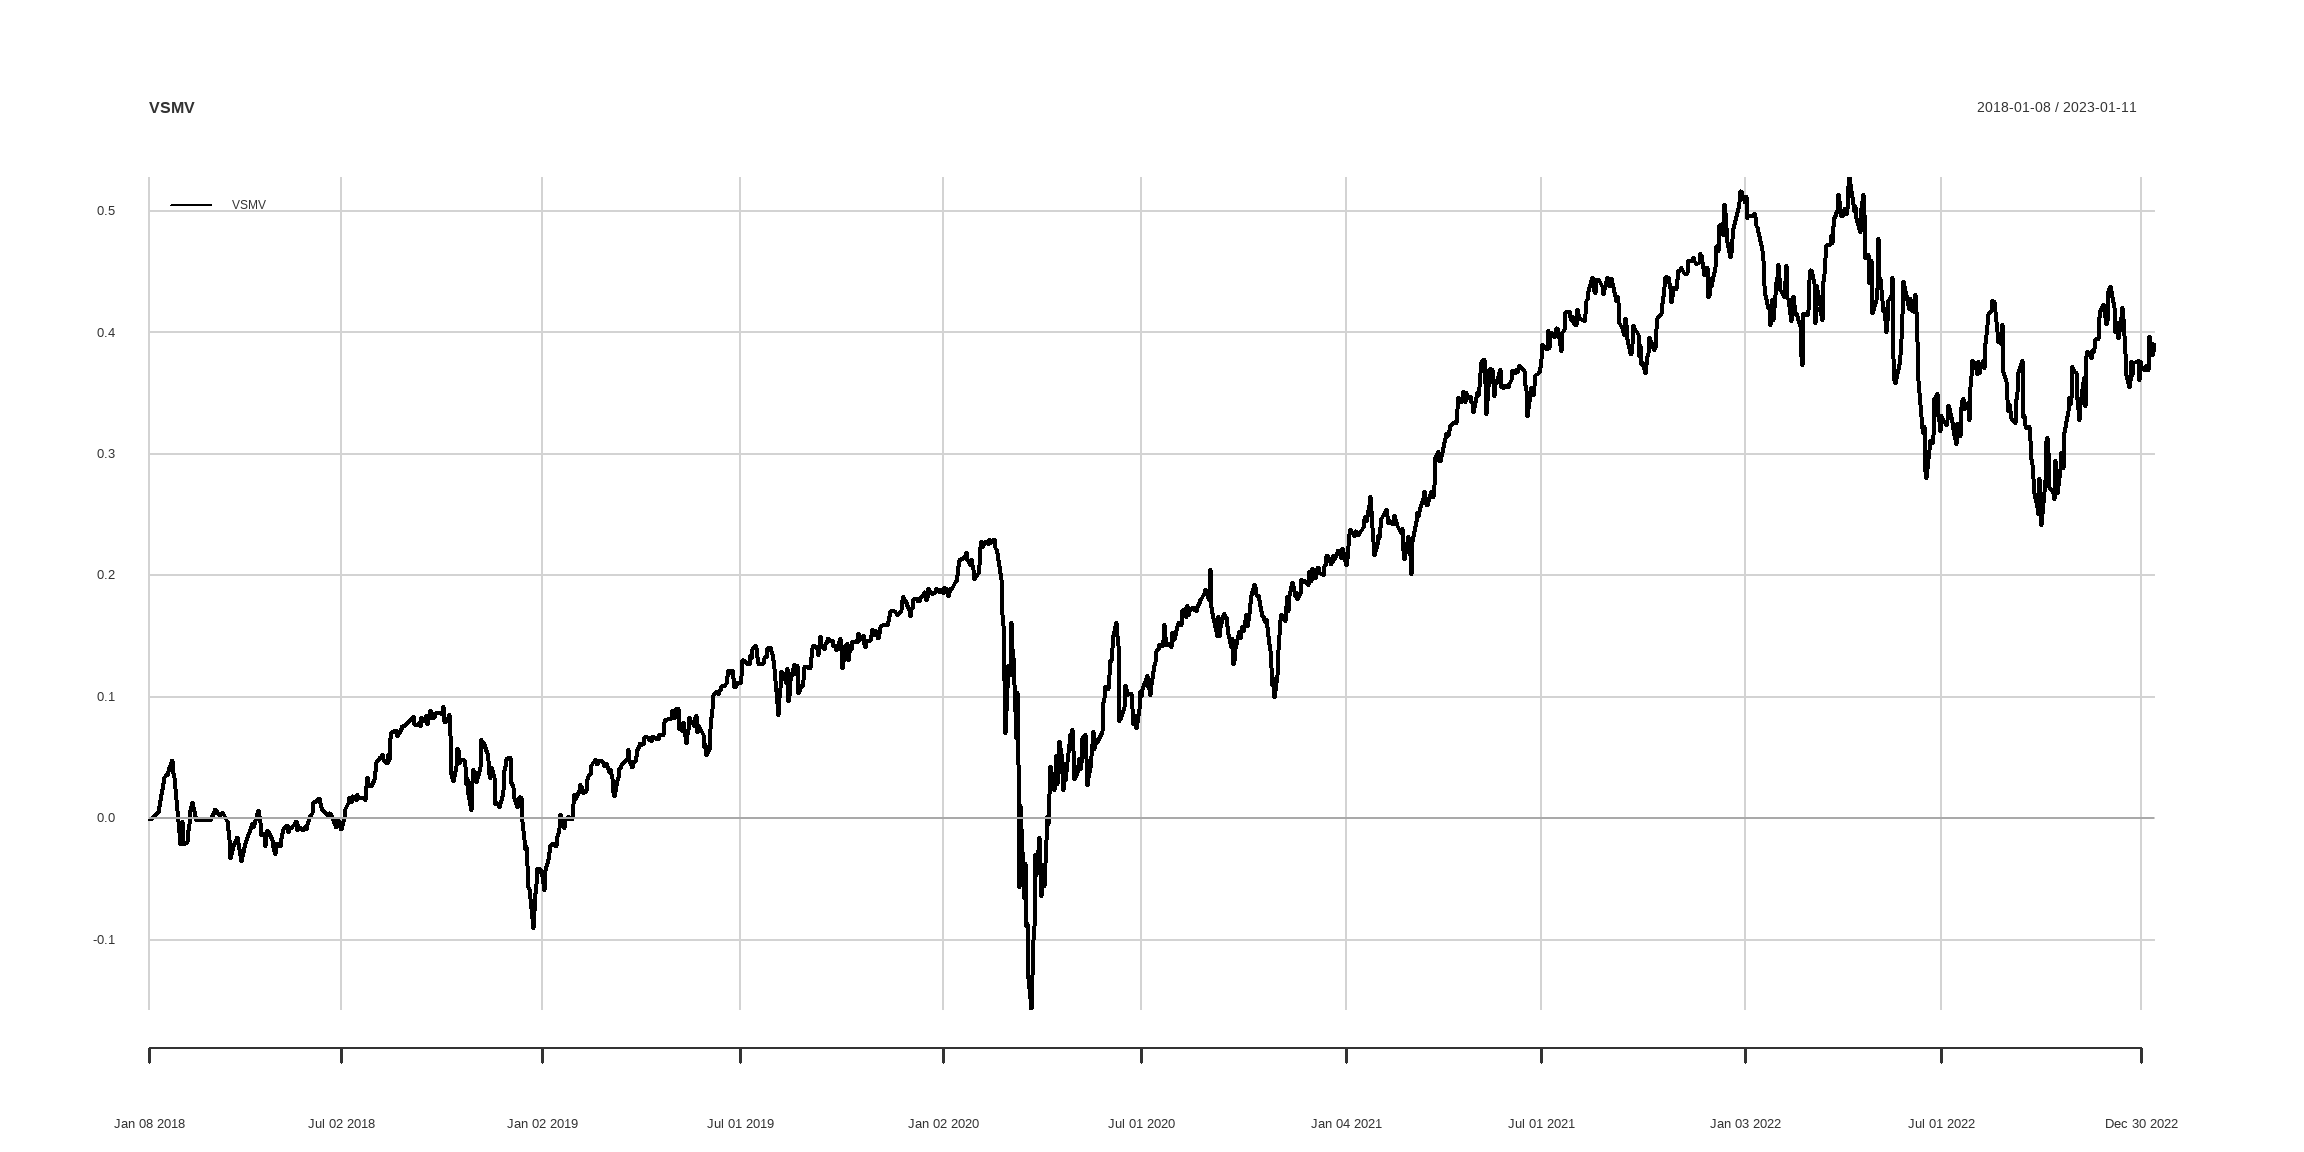 VSMV
2018-01-08 / 2023-01-11
VSMV
0.5
0.4
0.3
0.2
0.1
0.0
-0.1
Jan 08 2018
Jul 02 2018
Jan 02 2019
Jul 01 2019
Jan 02 2020
Jul 01 2020
Jan 04 2021
Jul 01 2021
Jan 03 2022
Jul 01 2022
Dec 30 2022